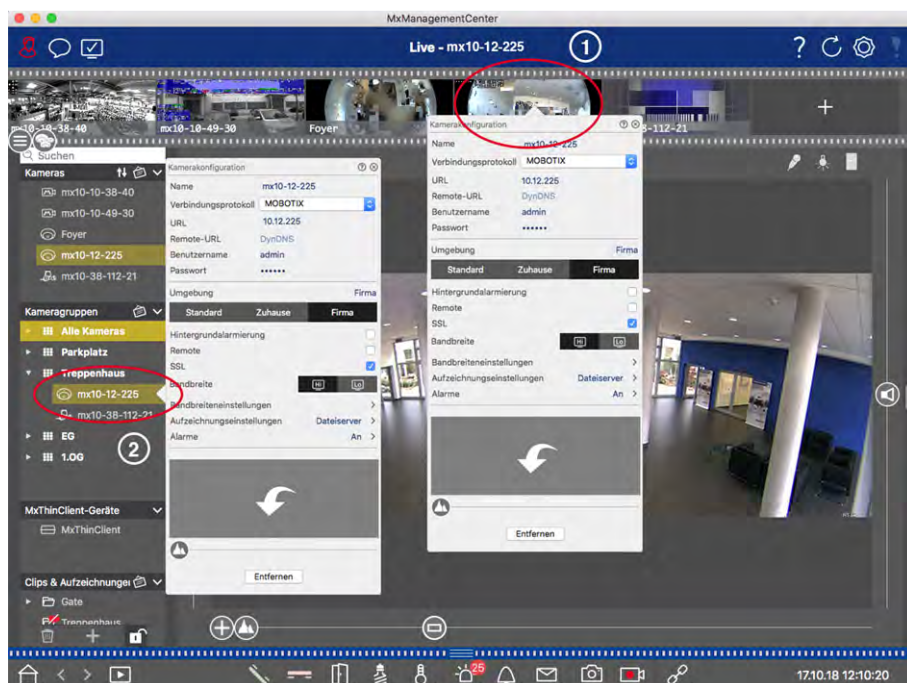 MxManagementCenter
Live - mx10-12-225
1
?
mx10-10-38-40
mx10-10-49-30
Foyer
3-112-21
+
Suchen
Kameras
mx10-10-38-40
mx10-10-49-30
Foyer
mx10-12-225
mx10-38-112-21
Kameragruppen
Alle Kameras
Parkplatz
Treppenhaus
mx10-12-225
mx10-38-112-21
EG
1.OG
2
MxThinClient-Geräte
MxThinClient
Clips & Aufzeichnungen
Gate
Treppenhaus
Kamerakonfiguration
Name mx10-12-225
Verbindungsprotokoll MOBOTIX
URL 10.12.225
Remote-URL DynDNS
Benutzername admin
Passwort ••••••
Umgebung Firma
Standard Zuhause Firma
Hintergrundalarmierung
Remote
SSL
Bandbreite Hi Lo
Bandbreiteneinstellungen
Aufzeichnungseinstellungen Dateiserver
Alarme An
Entfernen
Kamerakonfiguration
Name mx10-12-225
Verbindungsprotokoll MOBOTIX
URL 10.12.225
Remote-URL DynDNS
Benutzername admin
Passwort ••••••
Umgebung Firma
Standard Zuhause Firma
Hintergrundalarmierung
Remote
SSL
Bandbreite Hi Lo
Bandbreiteneinstellungen
Aufzeichnungseinstellungen Dateiserver
Alarme An
Entfernen
25
17.10.18 12:10:20